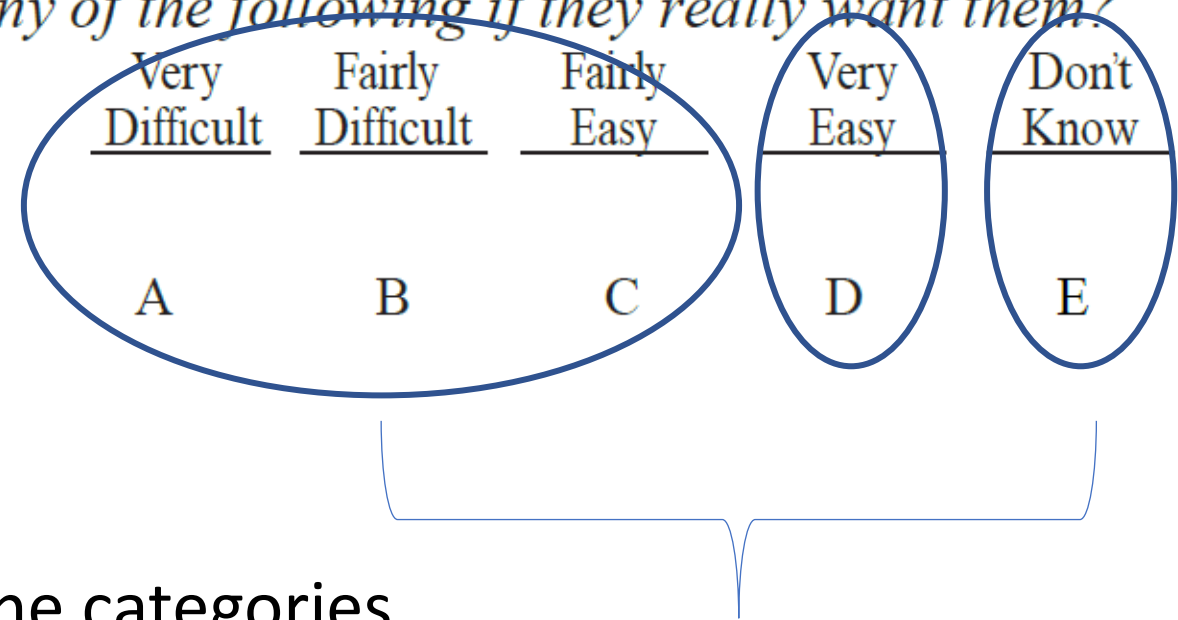 ny of the following if they really want them?
Very Fairly Fairly Very Don't
Difficult Difficult Easy Easy Know
A B C D E
he categories